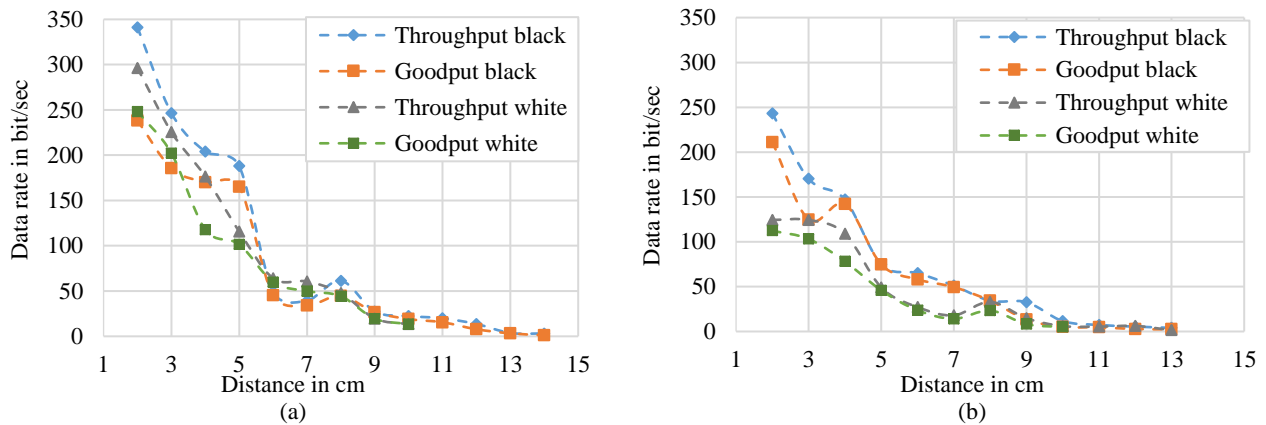 350
300
250
200
150
100
50
0
Data rate in bit/sec
Throughput black
Goodput black
Throughput white
Goodput white
1 3 5 7 9 11 13 15
Distance in cm
(a)
350
300
250
200
150
100
50
0
Data rate in bit/sec
Throughput black
Goodput black
Throughput white
Goodput white
1 3 5 7 9 11 13 15
Distance in cm
(b)